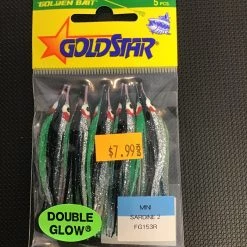 GOLDEN BAIT
5 PCS.
GOLDSTAR
$7.99
DOUBLE
GLOW®
MINI
SARDINE 2
FG153R